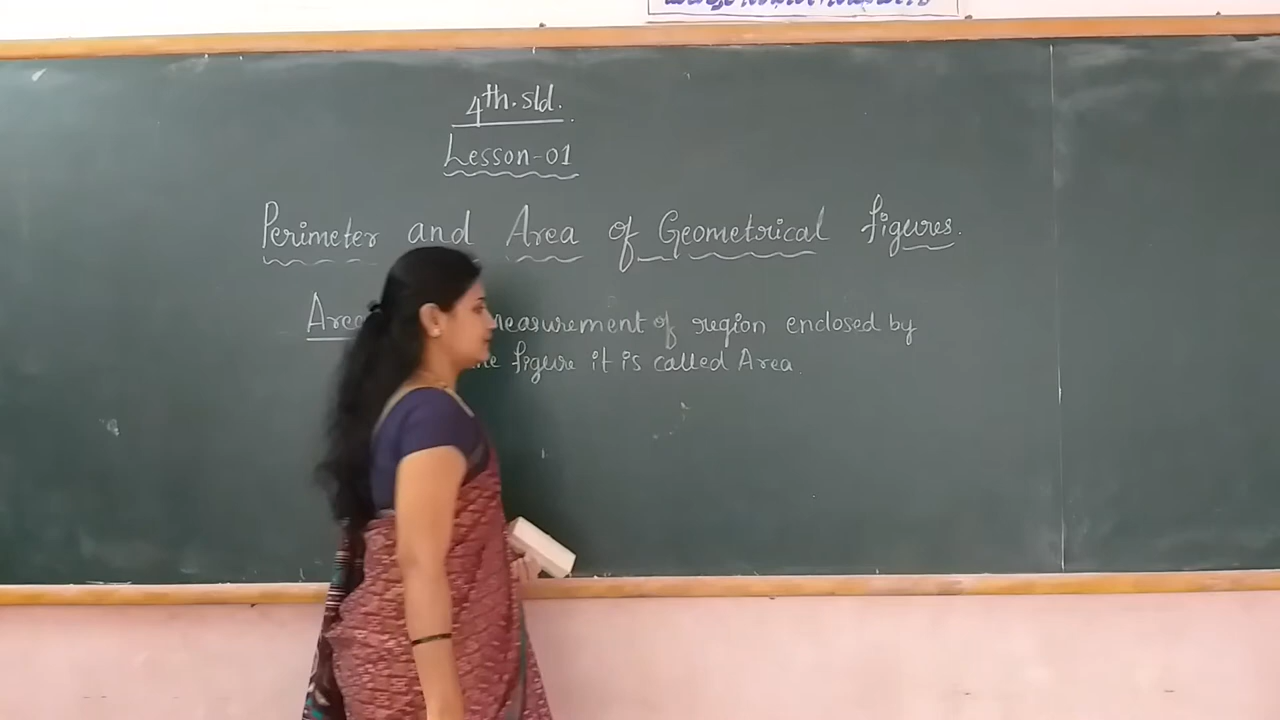 4th.std.
Lesson-01
Perimeter and Area of Geometrical figures.
Area measurement of region enclosed by
figure it is called Area.